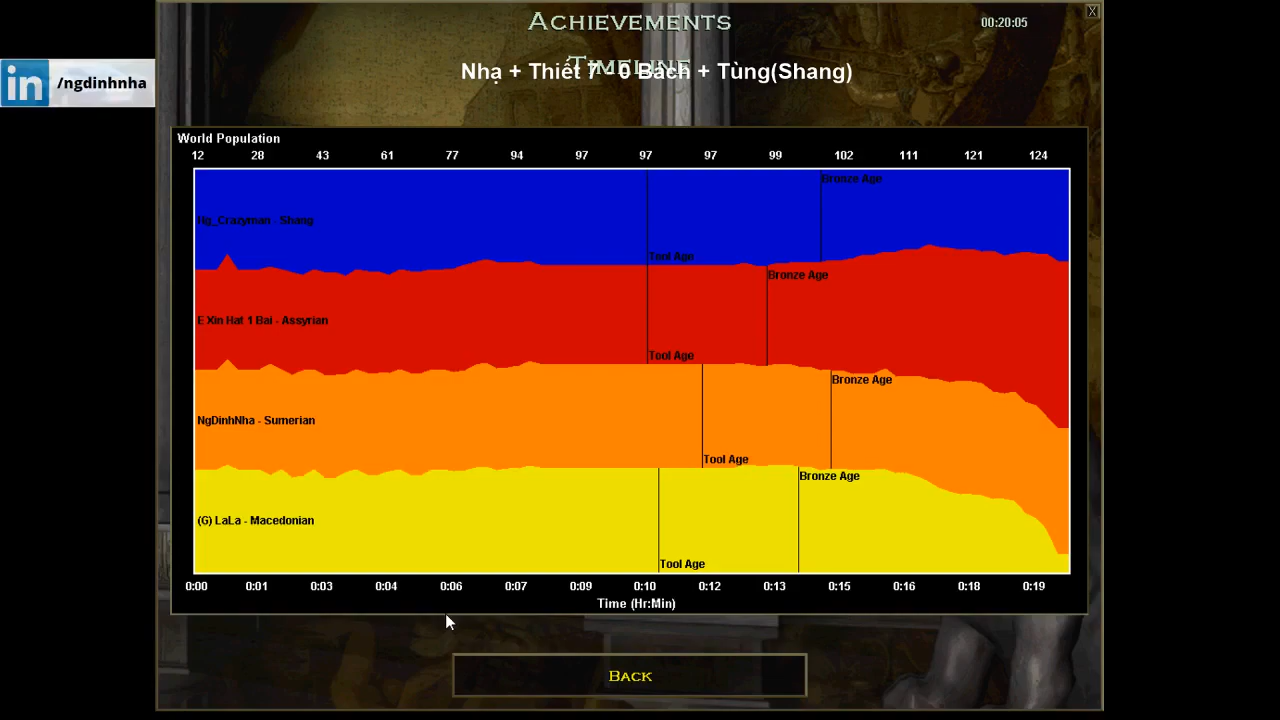 ACHIEVEMENTS
00:20:05
X
TIMELINE
Nhạ + Thiết 7 - 0 Bách + Tùng(Shang)
in /ngdinhnha
World Population
12 28 43 61 77 94 97 97 97 99 102 111 121 124
Bronze Age
Hg_Crazyman - Shang
Tool Age
Bronze Age
E Xin Hat 1 Bai - Assyrian
Tool Age
Bronze Age
NgDinhNha - Sumerian
Tool Age
Bronze Age
(G) LaLa - Macedonian
Tool Age
0:00 0:01 0:03 0:04 0:06 0:07 0:09 0:10 0:12 0:13 0:15 0:16 0:18 0:19
Time (Hr:Min)
BACK